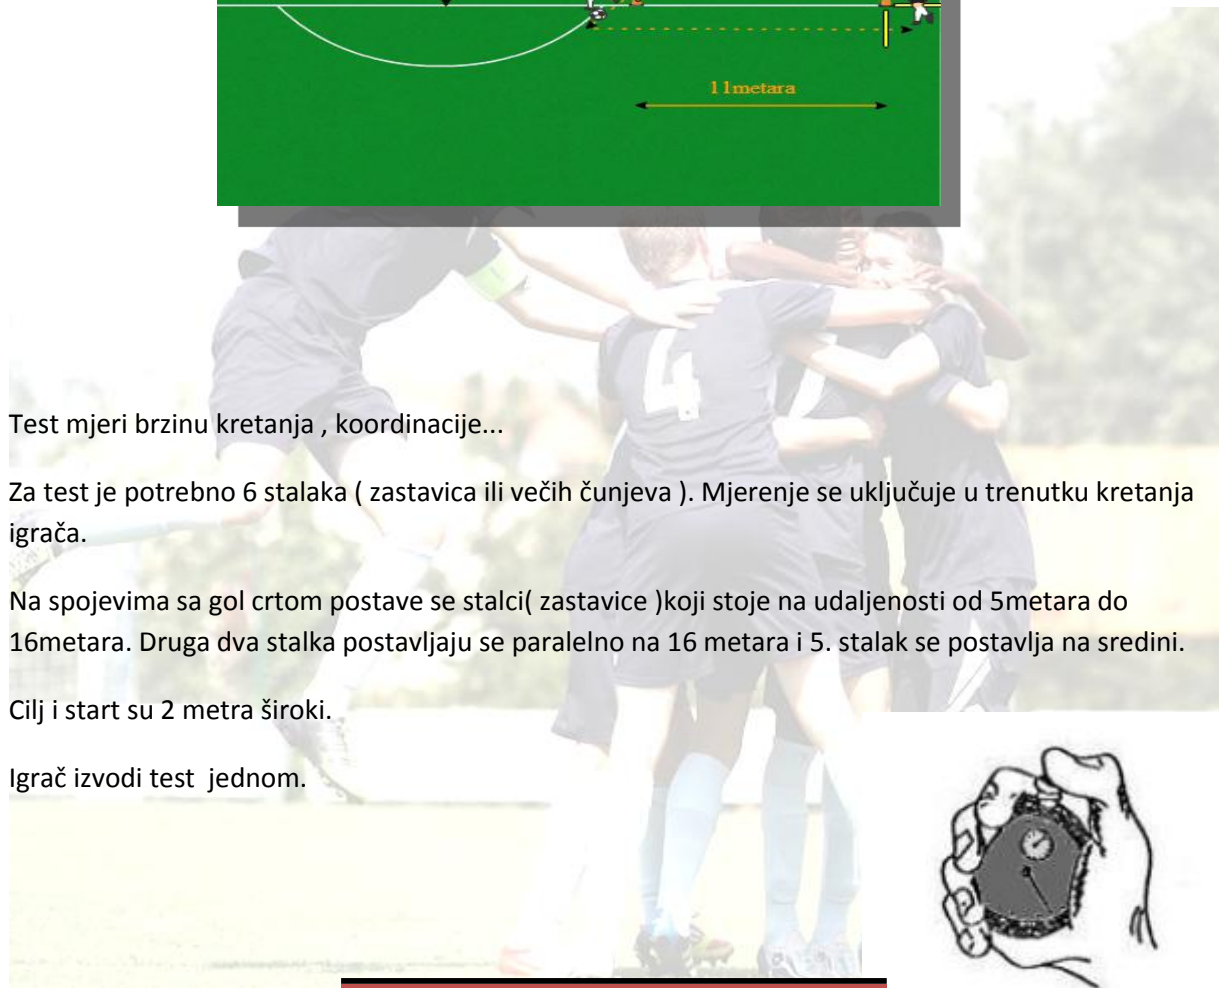 11metara
4
Test mjeri brzinu kretanja , koordinacije...
Za test je potrebno 6 stalaka ( zastavica ili večih čunjeva ). Mjerenje se uključuje u trenutku kretanja
igrača.
Na spojevima sa gol crtom postave se stalci( zastavice )koji stoje na udaljenosti od 5metara do
16metara. Druga dva stalka postavljaju se paralelno na 16 metara i 5. stalak se postavlja na sredini.
Cilj i start su 2 metra široki.
Igrač izvodi test  jednom.